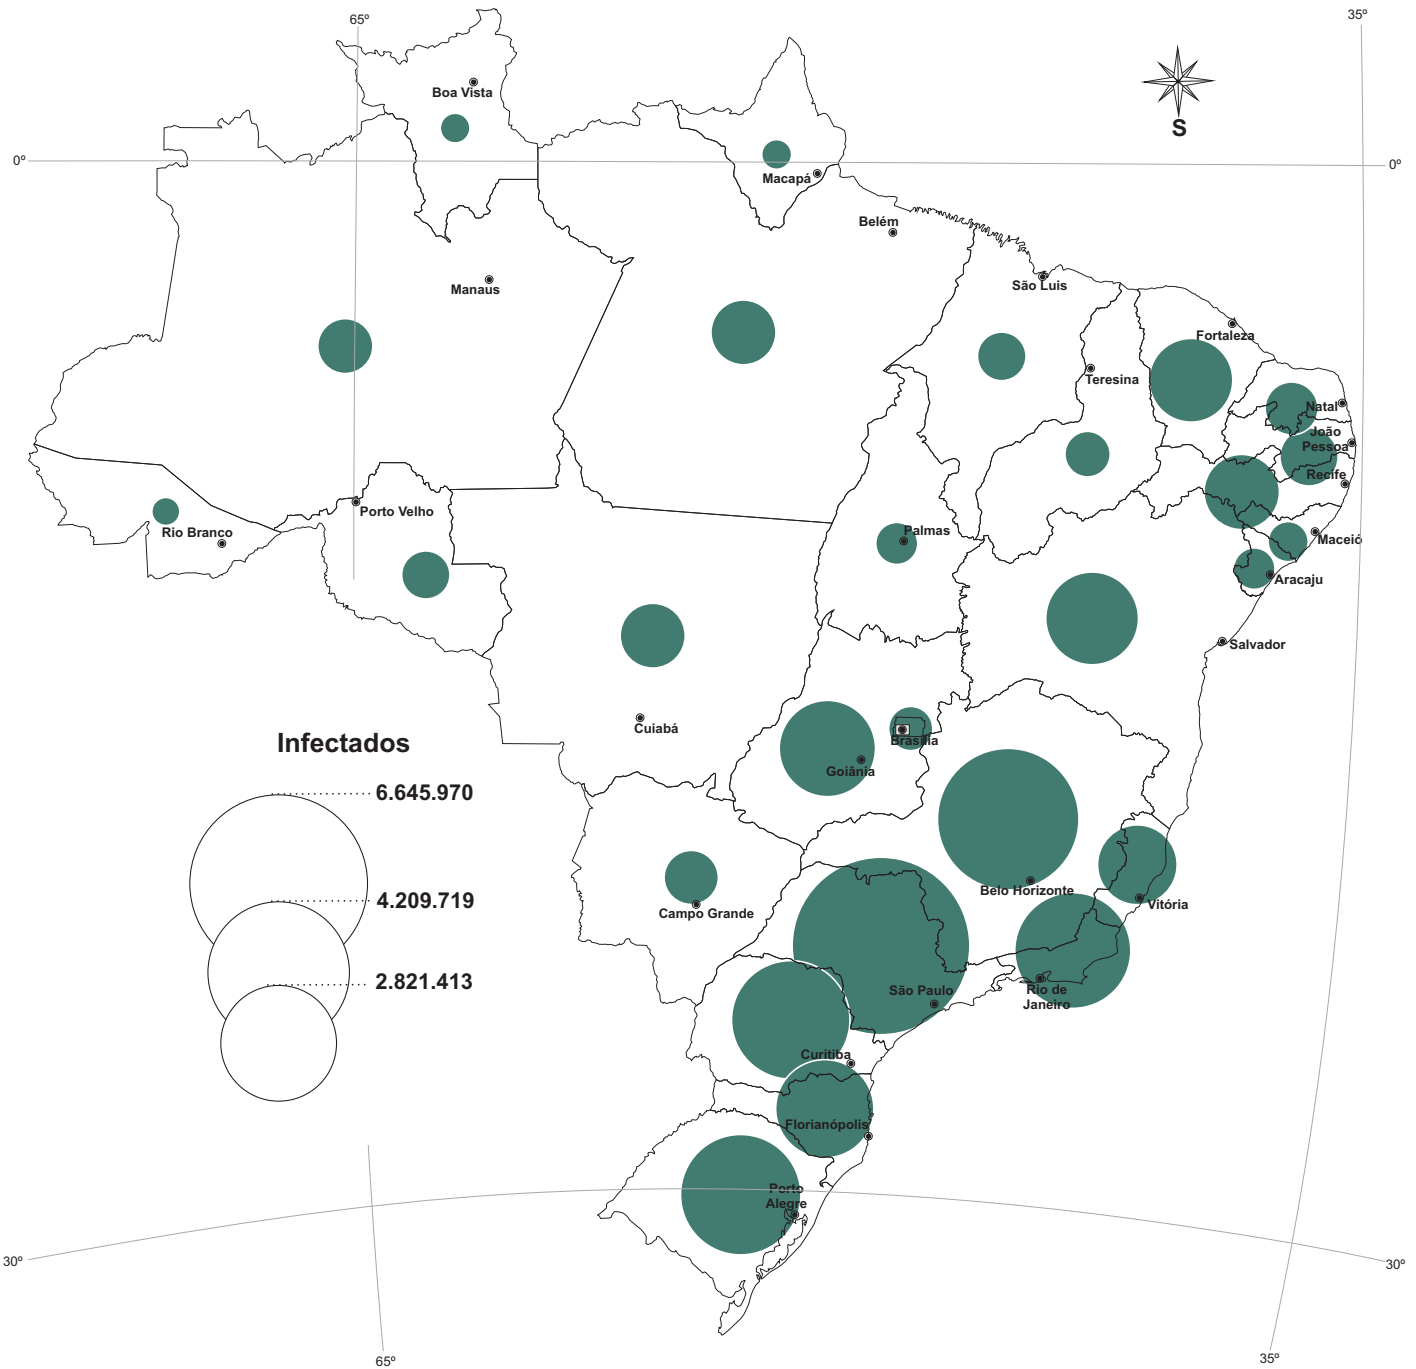 65º
35º
Boa Vista
S
0º
0º
Macapá
Belém
Manaus
São Luis
Fortaleza
Teresina
Natal
João
Pessoa
Recife
Porto Velho
Rio Branco
Palmas
Maceió
Aracaju
Salvador
Cuiabá
Brasília
Goiânia
Infectados
6.645.970
4.209.719
2.821.413
Belo Horizonte
Vitória
Campo Grande
São Paulo
Rio de
Janeiro
Curitiba
Florianópolis
Porto
Alegre
30º
30º
65º
35º